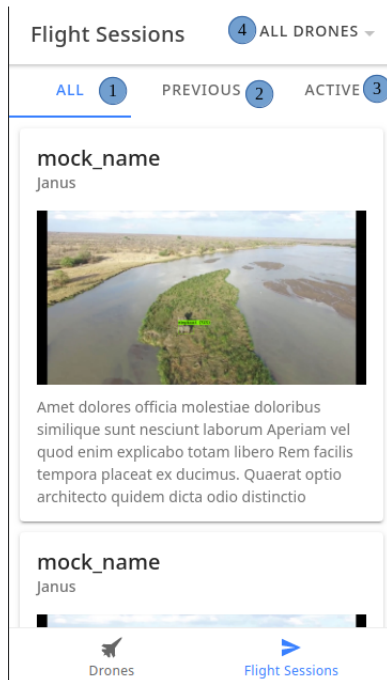 Flight Sessions
4 ALL DRONES
ALL 1 PREVIOUS 2 ACTIVE 3
mock_name
Janus
Amet dolores officia molestiae doloribus
similique sunt nesciunt laborum Aperiam vel
quod enim explicabo totam libero Rem facilis
tempora placeat ex ducimus. Quaerat optio
architecto quidem dicta odio distinctio
mock_name
Janus
Drones
Flight Sessions